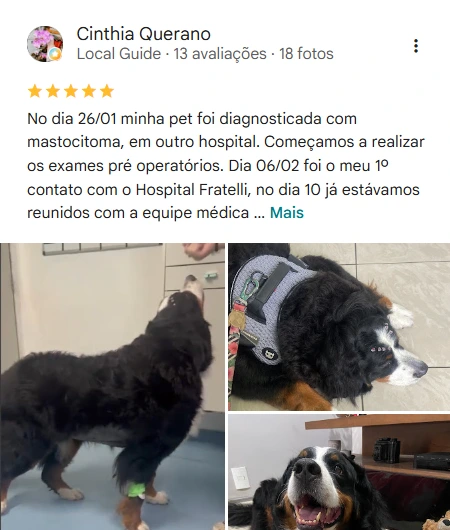 Cinthia Querano
Local Guide · 13 avaliações · 18 fotos
No dia 26/01 minha pet foi diagnosticada com
mastocitoma, em outro hospital. Começamos a realizar
os exames pré operatórios. Dia 06/02 foi o meu 1º
contato com o Hospital Fratelli, no dia 10 já estávamos
reunidos com a equipe médica ... Mais